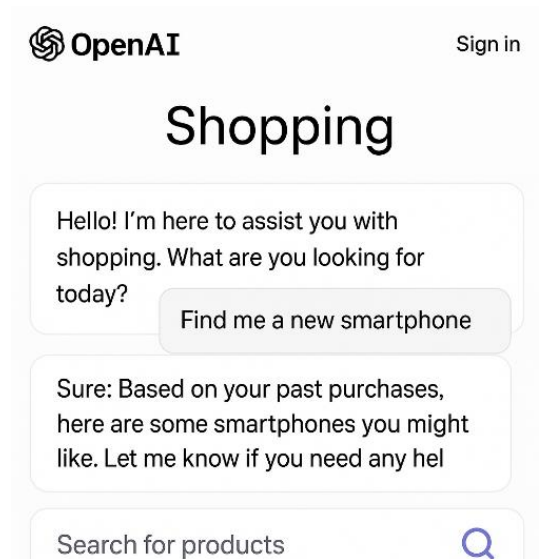 OpenAI Sign in
Shopping
Hello! I'm here to assist you with
shopping. What are you looking for
today?
Find me a new smartphone
Sure: Based on your past purchases,
here are some smartphones you might
like. Let me know if you need any hel
Search for products